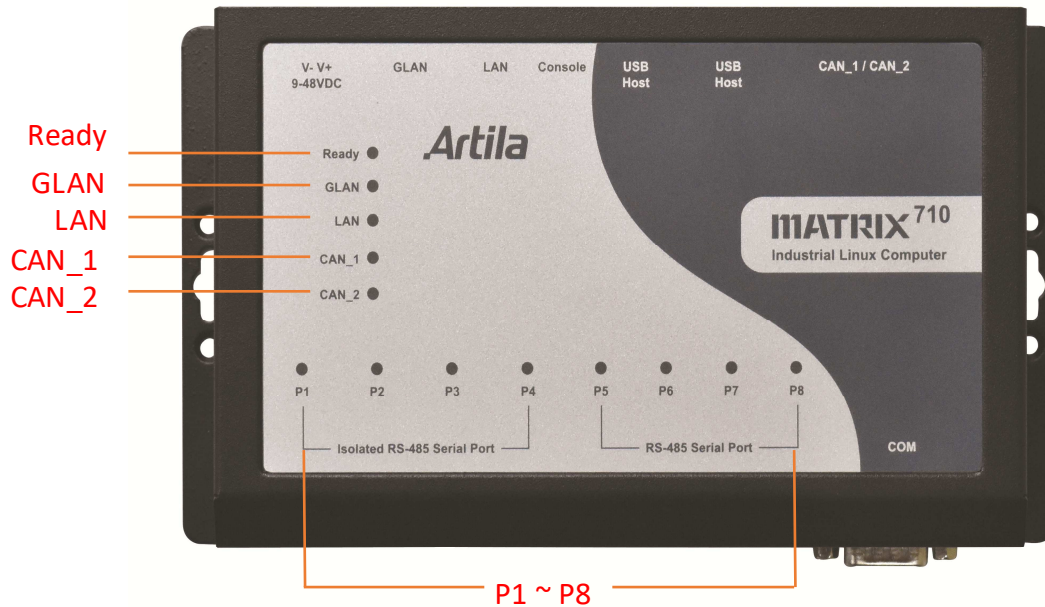 V- V+
9-48VDC
GLAN
LAN
Console
USB
Host
USB
Host
CAN_1 / CAN_2
Artila
Ready
Ready
GLAN
GLAN
LAN
LAN
CAN_1
CAN_1
CAN_2
CAN_2
MATRIX 710
Industrial Linux Computer
P1
P2
P3
P4
P5
P6
P7
P8
Isolated RS-485 Serial Port
RS-485 Serial Port
COM
P1 ~ P8